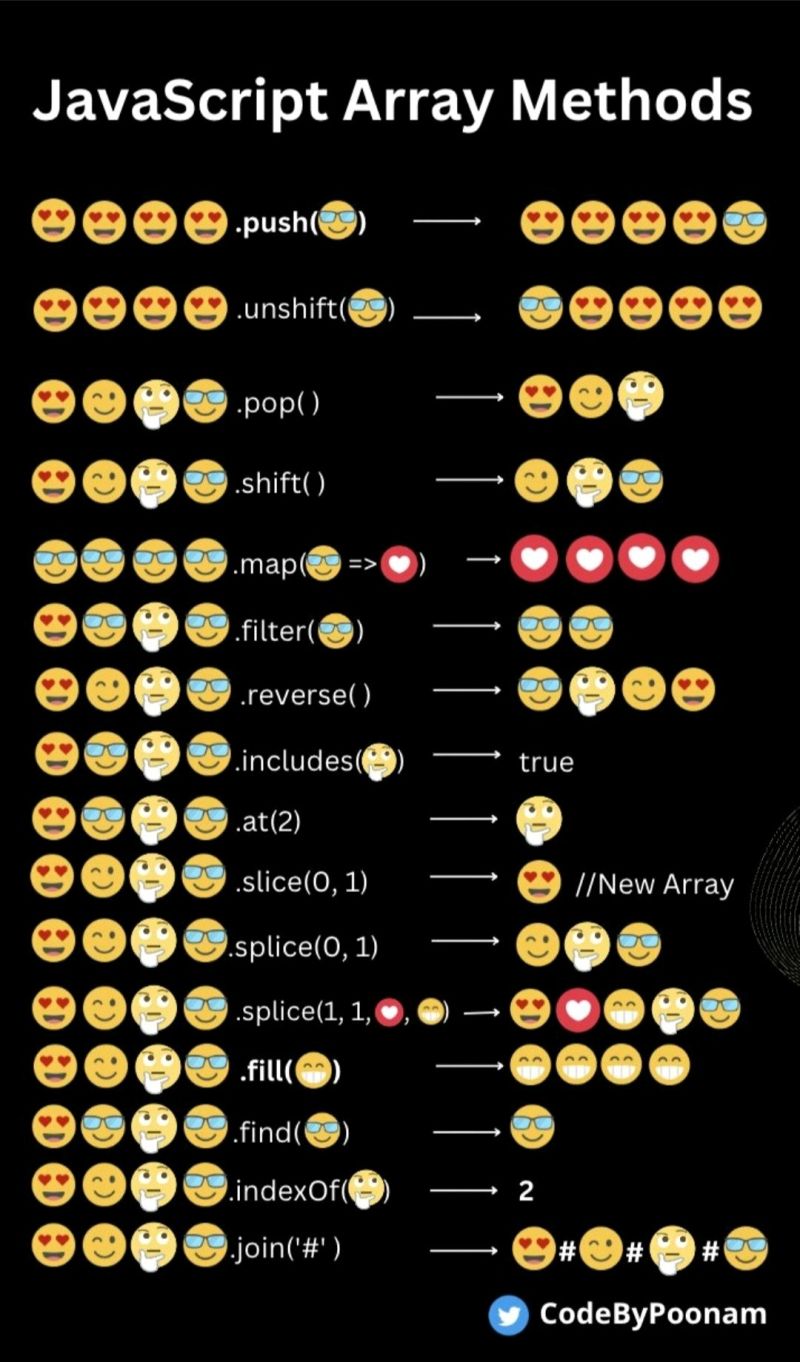 JavaScript Array Methods
😍😍😍😍.push(😎) ⟶ 😍😍😍😍😎
😍😍😍😍.unshift(😎) ⟶ 😎😍😍😍😍
😍😉🤔😎.pop( ) ⟶ 😍😉🤔
😍😉🤔😎.shift( ) ⟶ 😉🤔😎
😎😎😎😎.map(😎 => 💟) ⟶ 💟💟💟💟
😍😎🤔😎.filter(😎) ⟶ 😎😎
😍😉🤔😎.reverse( ) ⟶ 😎🤔😉😍
😍😎🤔😎.includes(🤔) ⟶ true
😍😎🤔😎.at(2) ⟶ 🤔
😍😉🤔😎.slice(0, 1) ⟶ 😍 //New Array
😍😉🤔😎.splice(0, 1) ⟶ 😉🤔😎
😍😉🤔😎.splice(1, 1,💟, 😁) ⟶ 😍💟😁🤔😎
😍😉🤔😎.fill(😁) ⟶ 😁😁😁😁
😍😎🤔😎.find(😎) ⟶ 😎
😍😉🤔😎.indexOf(🤔) ⟶ 2
😍😉🤔😎.join('#' ) ⟶ 😍#😉#🤔#😎
CodeByPoonam